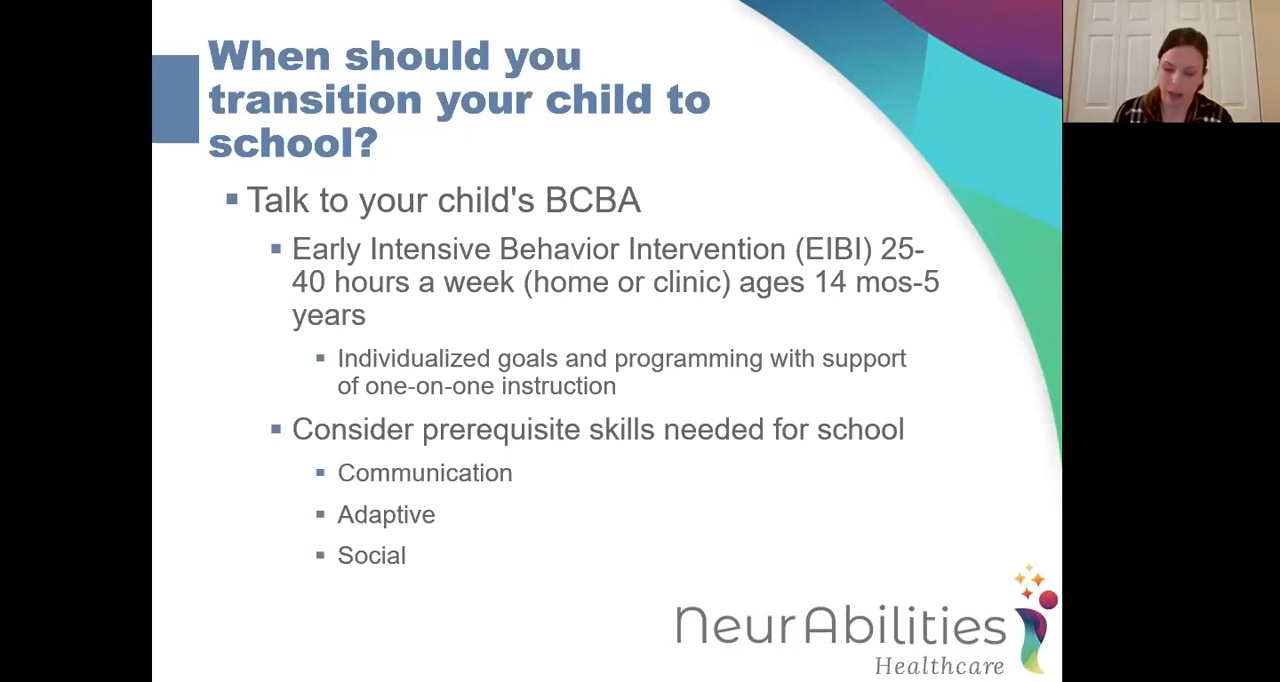 When should you
transition your child to
school?
Talk to your child's BCBA
Early Intensive Behavior Intervention (EIBI) 25-
40 hours a week (home or clinic) ages 14 mos-5
years
Individualized goals and programming with support
of one-on-one instruction
Consider prerequisite skills needed for school
Communication
Adaptive
Social
NeurAbilities
Healthcare